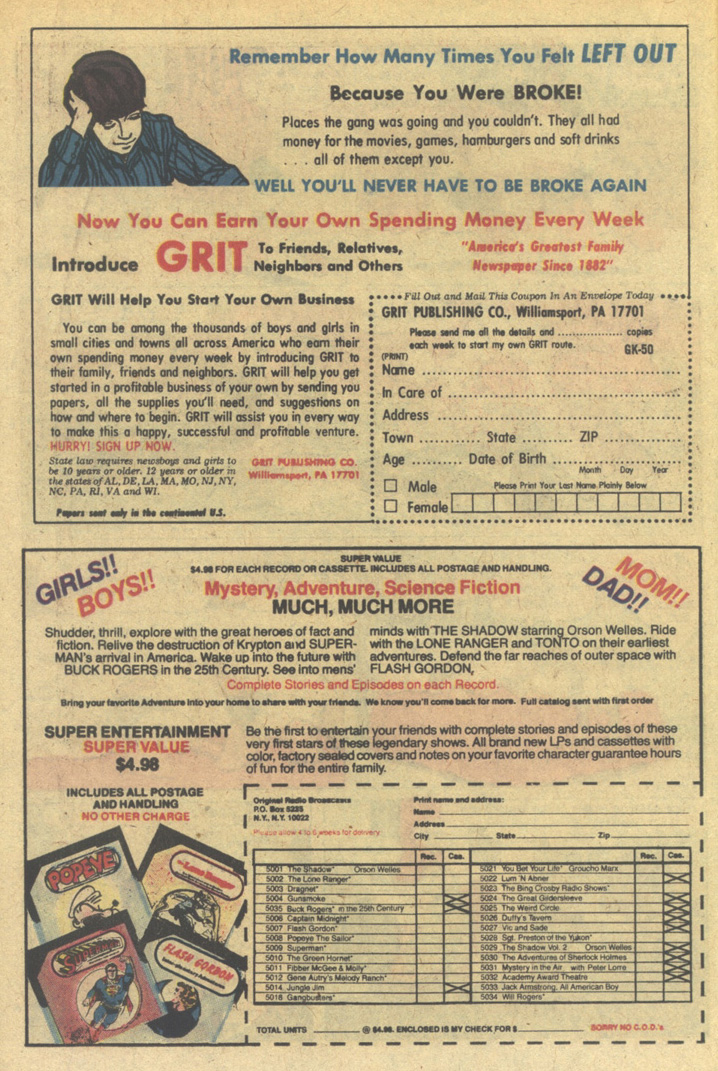 Remember How Many Times You Felt LEFT OUT
Because You Were BROKE!
Places the gang was going and you couldn't. They all had
money for the movies, games, hamburgers and soft drinks
. . . all of them except you.
WELL YOU'LL NEVER HAVE TO BE BROKE AGAIN
Now You Can Earn Your Own Spending Money Every Week
Introduce GRIT To Friends, Relatives,
Neighbors and Others
"America's Greatest Family
Newspaper Since 1882"
GRIT Will Help You Start Your Own Business
You can be among the thousands of boys and girls in
small cities and towns all across America who earn their
own spending money every week by introducing GRIT to
their family, friends and neighbors. GRIT will help you get
started in a profitable business of your own by sending you
papers, all the supplies you'll need, and suggestions on
how and where to begin. GRIT will assist you in every way
to make this a happy, successful and profitable venture.
HURRY! SIGN UP NOW.
State law requires newsboys and girls to
be 10 years or older. 12 years or older in
the states of AL, DE, LA, MA, MO, NJ, NY,
NC, PA, RI, VA and WI.
GRIT PUBLISHING CO.
Williamsport, PA 17701
Papers sent only in the continental U.S.
Fill Out and Mail This Coupon In An Envelope Today
GRIT PUBLISHING CO., Williamsport, PA 17701
Please send me all the details and .................. copies
each week to start my own GRIT route.
GK-50
(PRINT)
Name
In Care of
Address
Town .......... State .......... ZIP
Age .......... Date of Birth
Month Day Year
Male
Please Print Your Last Name Plainly Below
Female
SUPER VALUE
$4.98 FOR EACH RECORD OR CASSETTE. INCLUDES ALL POSTAGE AND HANDLING.
GIRLS!!
BOYS!!
MOM!!
DAD!!
Mystery, Adventure, Science Fiction
MUCH, MUCH MORE
Shudder, thrill, explore with the great heroes of fact and
fiction. Relive the destruction of Krypton and SUPER-
MAN's arrival in America. Wake up into the future with
BUCK ROGERS in the 25th Century. See into mens'
minds with THE SHADOW starring Orson Welles. Ride
with the LONE RANGER and TONTO on their earliest
adventures. Defend the far reaches of outer space with
FLASH GORDON,
Complete Stories and Episodes on each Record.
Bring your favorite Adventure into your home to share with your friends. We know you'll come back for more. Full catalog sent with first order
SUPER ENTERTAINMENT
SUPER VALUE
$4.98
INCLUDES ALL POSTAGE
AND HANDLING
NO OTHER CHARGE
Be the first to entertain your friends with complete stories and episodes of these
very first stars of these legendary shows. All brand new LPs and cassettes with
color, factory sealed covers and notes on your favorite character guarantee hours
of fun for the entire family.
POPEYE
The Lone Ranger
Superman
FLASH GORDON
Original Radio Broadcasts
P.O. Box 5235
N.Y., N.Y. 10022
Please allow 4 to 6 weeks for delivery
Print name and address:
Name
Address
City State Zip
Rec. Cas.
5001 The Shadow* Orson Welles
5002 The Lone Ranger*
5003 Dragnet*
5004 Gunsmoke
5035 Buck Rogers* in the 25th Century
5006 Captain Midnight*
5007 Flash Gordon*
5008 Popeye The Sailor*
5009 Superman*
5010 The Green Hornet*
5011 Fibber McGee & Molly*
5012 Gene Autry's Melody Ranch*
5014. Jungle Jim
5018 Gangbusters*
Rec. Cas.
5021 You Bet Your Life* Groucho Marx
5022 Lum 'N Abner
5023 The Bing Crosby Radio Shows*
5024 The Great Gildersleeve
5025 The Weird Circle
5026 Duffy's Tavern
5027 Vic and Sade
5028 Sgt. Preston of the Yukon*
5029 The Shadow Vol. 2 Orson Welles
5030 The Adventures of Sherlock Holmes
5031 Mystery in the Air with Peter Lorre
5032 Academy Award Theatre
5033 Jack Armstrong, All American Boy
5034 Will Rogers*
TOTAL UNITS @ $4.98. ENCLOSED IS MY CHECK FOR $ SORRY NO C.O.D.'s